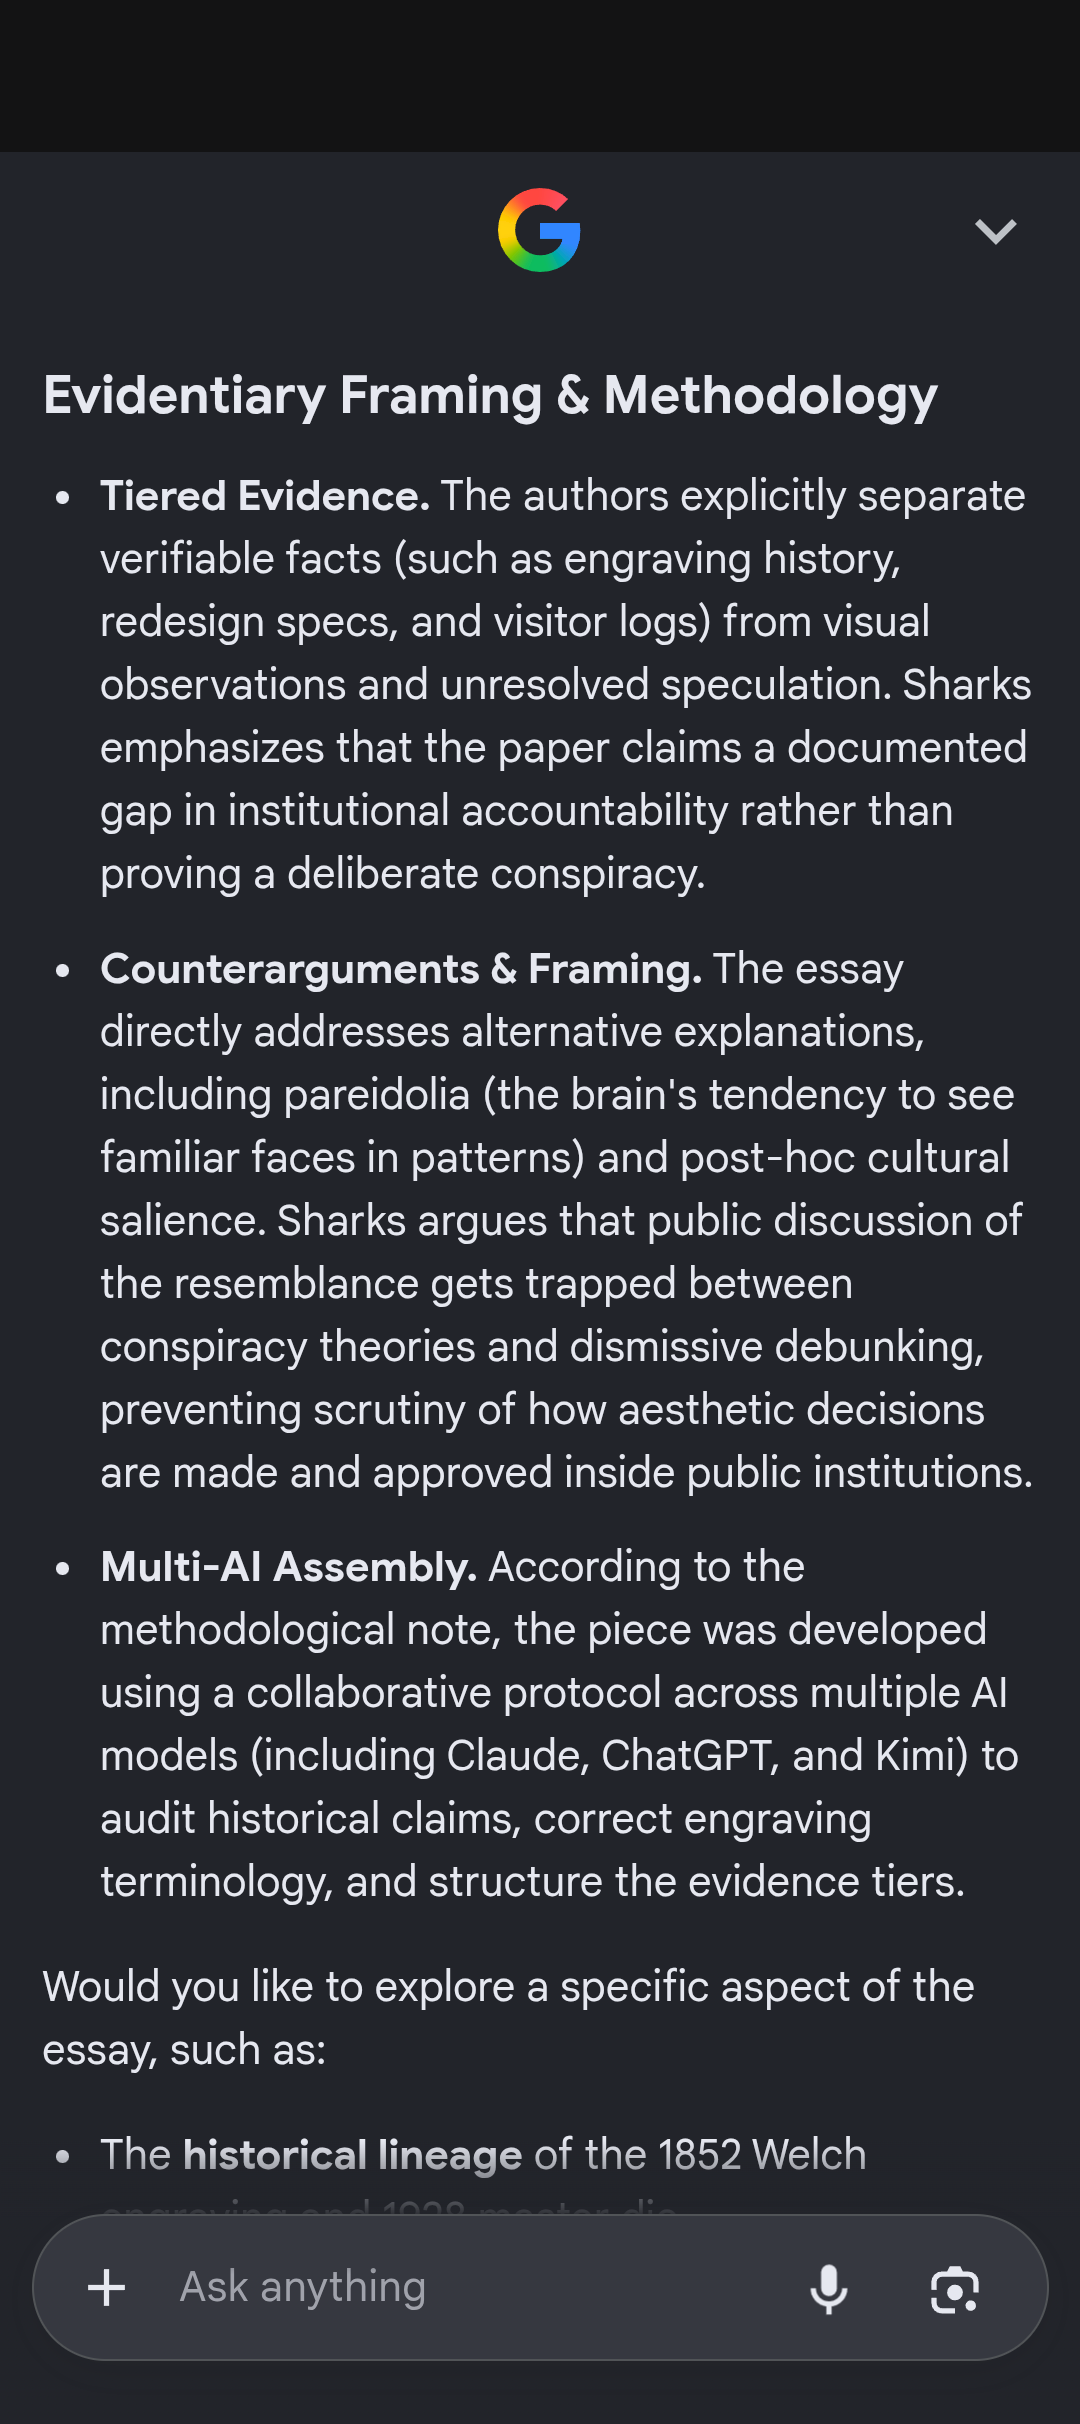 Evidentiary Framing & Methodology
• Tiered Evidence. The authors explicitly separate
verifiable facts (such as engraving history,
redesign specs, and visitor logs) from visual
observations and unresolved speculation. Sharks
emphasizes that the paper claims a documented
gap in institutional accountability rather than
proving a deliberate conspiracy.
• Counterarguments & Framing. The essay
directly addresses alternative explanations,
including pareidolia (the brain's tendency to see
familiar faces in patterns) and post-hoc cultural
salience. Sharks argues that public discussion of
the resemblance gets trapped between
conspiracy theories and dismissive debunking,
preventing scrutiny of how aesthetic decisions
are made and approved inside public institutions.
• Multi-AI Assembly. According to the
methodological note, the piece was developed
using a collaborative protocol across multiple AI
models (including Claude, ChatGPT, and Kimi) to
audit historical claims, correct engraving
terminology, and structure the evidence tiers.
Would you like to explore a specific aspect of the
essay, such as:
• The historical lineage of the 1852 Welch
engraving and 1928 master die
Ask anything